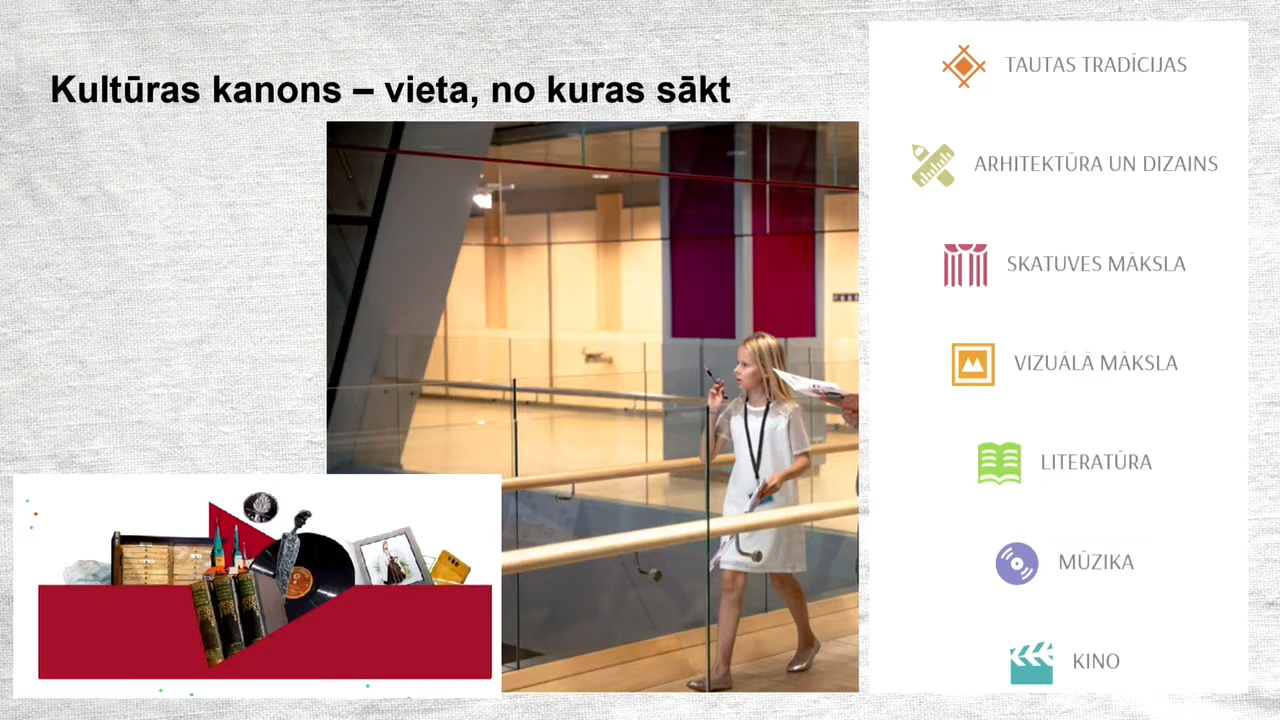 Kultūras kanons – vieta, no kuras sākt
TAUTAS TRADĪCIJAS
ARHITEKTŪRA UN DIZAINS
SKATUVES MĀKSLA
VIZUĀLĀ MĀKSLA
LITERATŪRA
MŪZIKA
KINO